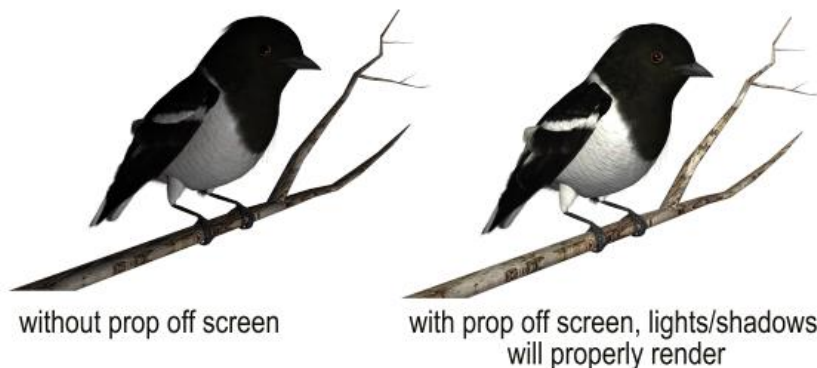 without prop off screen
with prop off screen, lights/shadows
will properly render